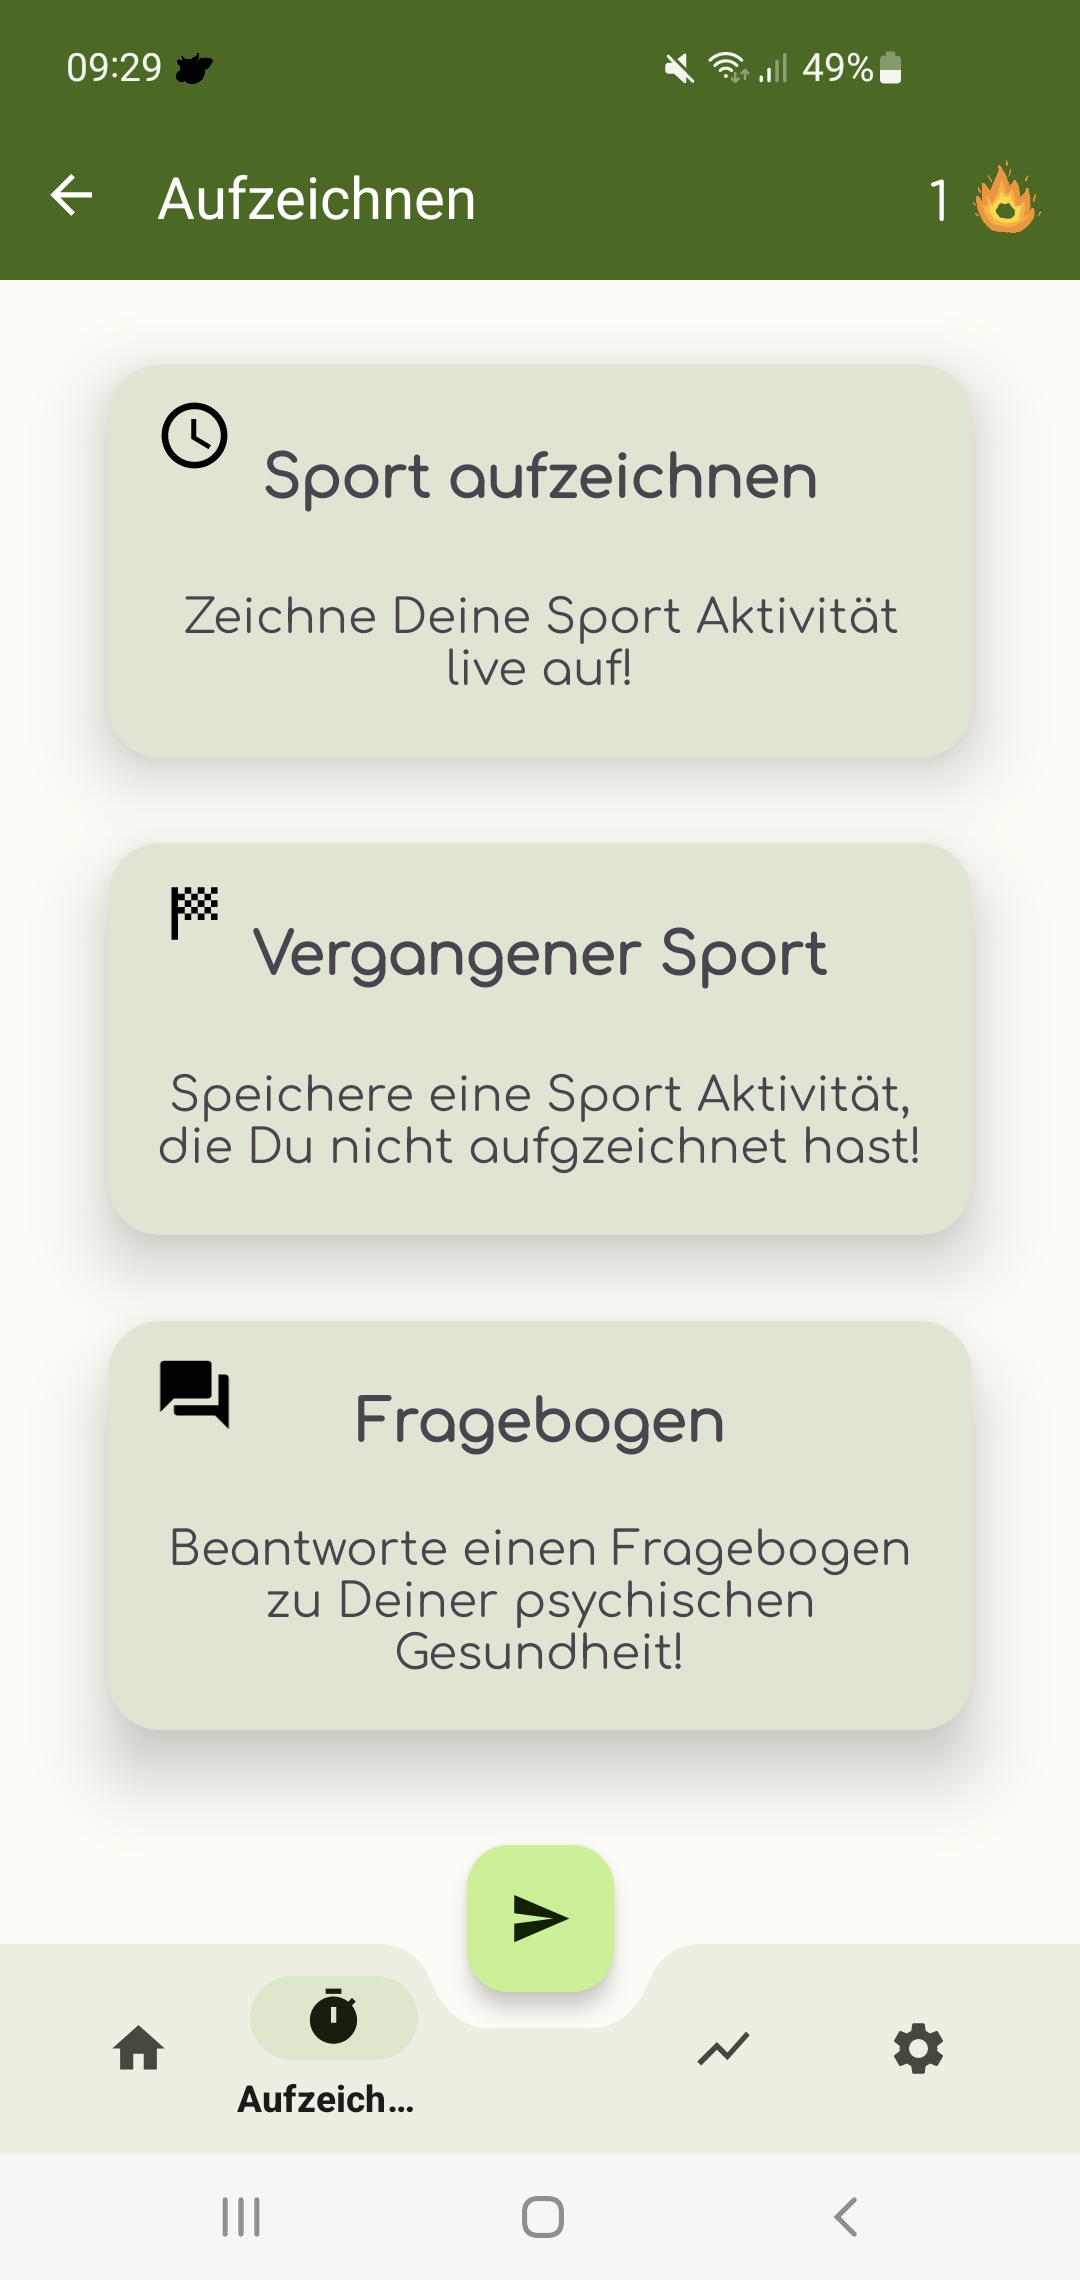 09:29
49%
Aufzeichnen
1
Sport aufzeichnen
Zeichne Deine Sport Aktivität
live auf!
Vergangener Sport
Speichere eine Sport Aktivität,
die Du nicht aufgzeichnet hast!
Fragebogen
Beantworte einen Fragebogen
zu Deiner psychischen
Gesundheit!
Aufzeich...